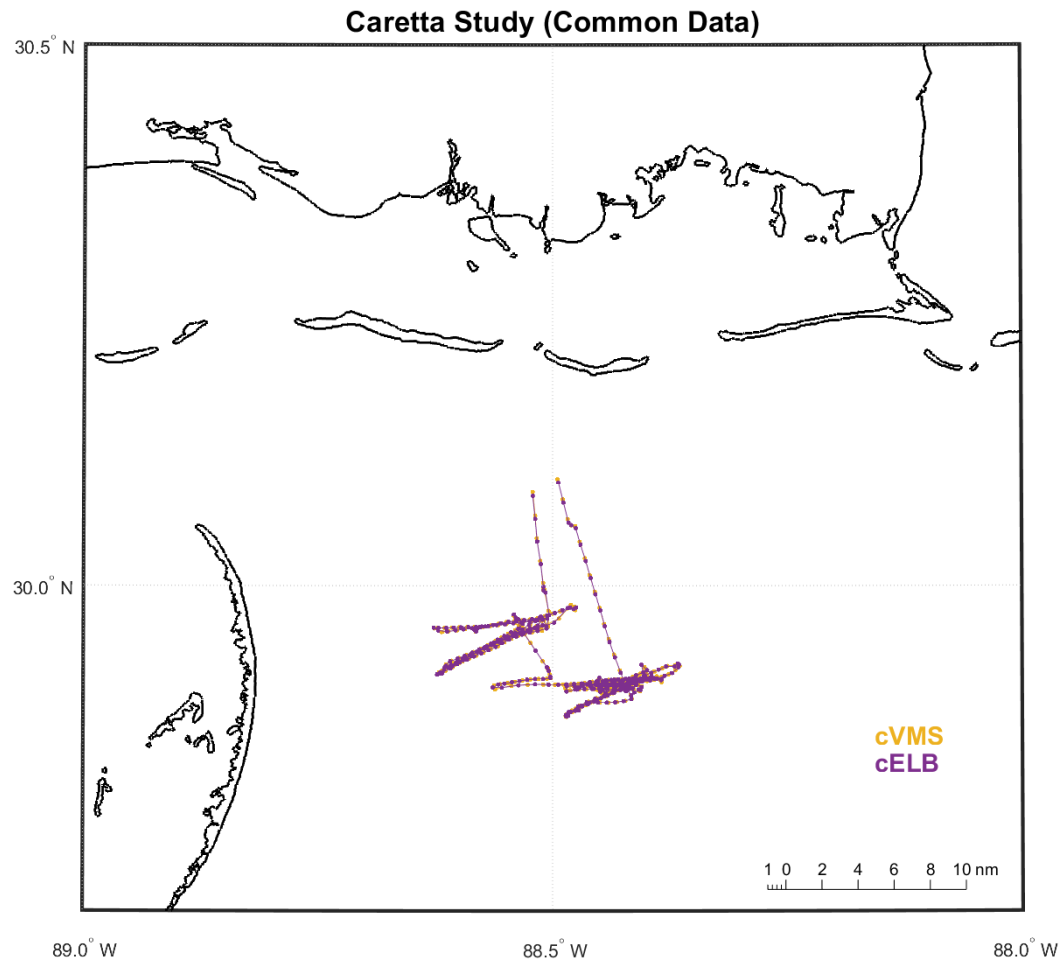 Caretta Study (Common Data)
30.5° N
30.0° N
cVMS
cELB
1 0 2 4 6 8 10 nm
89.0° W 88.5° W 88.0° W